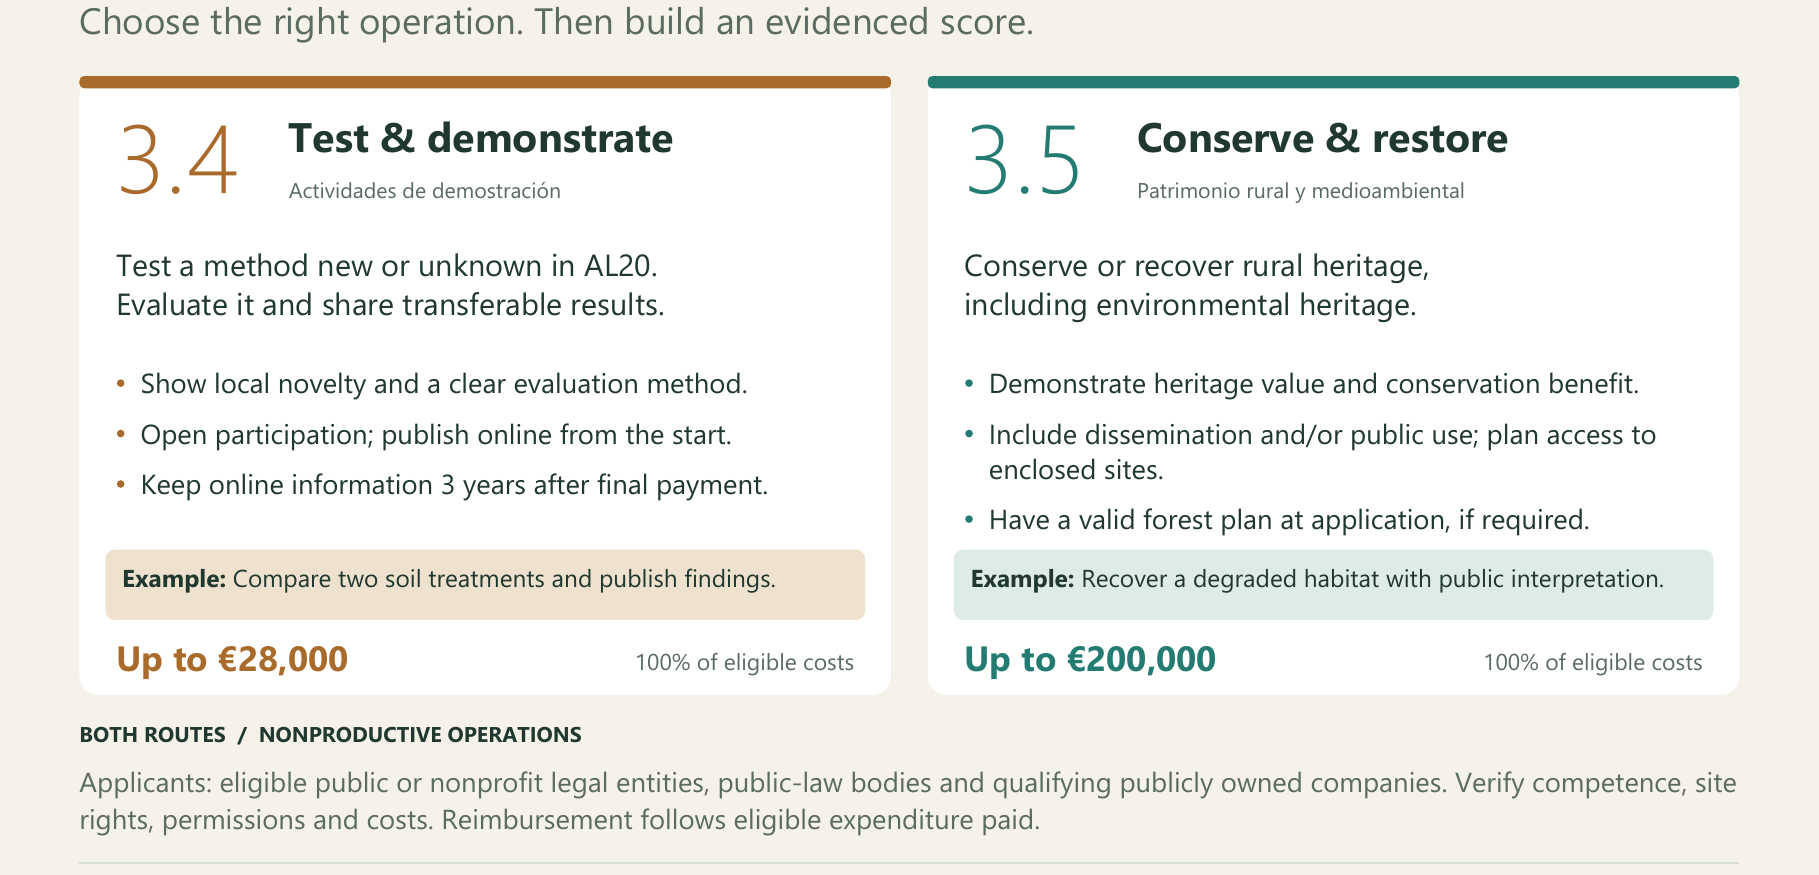 Choose the right operation. Then build an evidenced score.
3.4
Test & demonstrate
Actividades de demostración
Test a method new or unknown in AL20.
Evaluate it and share transferable results.
• Show local novelty and a clear evaluation method.
• Open participation; publish online from the start.
• Keep online information 3 years after final payment.
Example: Compare two soil treatments and publish findings.
Up to €28,000
100% of eligible costs
3.5
Conserve & restore
Patrimonio rural y medioambiental
Conserve or recover rural heritage,
including environmental heritage.
• Demonstrate heritage value and conservation benefit.
• Include dissemination and/or public use; plan access to
enclosed sites.
• Have a valid forest plan at application, if required.
Example: Recover a degraded habitat with public interpretation.
Up to €200,000
100% of eligible costs
BOTH ROUTES / NONPRODUCTIVE OPERATIONS
Applicants: eligible public or nonprofit legal entities, public-law bodies and qualifying publicly owned companies. Verify competence, site
rights, permissions and costs. Reimbursement follows eligible expenditure paid.